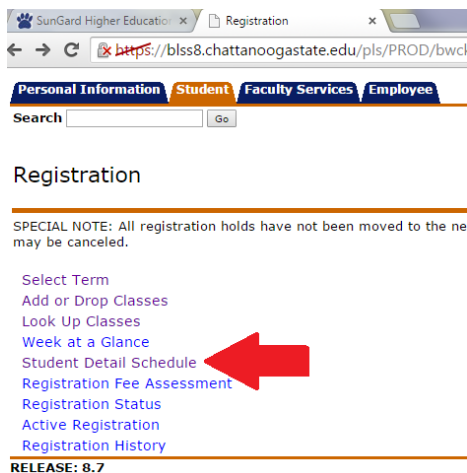 SunGard Higher Education
Registration
https://blss8.chattanoogastate.edu/pls/PROD/bwck
Personal Information Student Faculty Services Employee
Search Go
Registration
SPECIAL NOTE: All registration holds have not been moved to the ne
may be canceled.
Select Term
Add or Drop Classes
Look Up Classes
Week at a Glance
Student Detail Schedule
Registration Fee Assessment
Registration Status
Active Registration
Registration History
RELEASE: 8.7